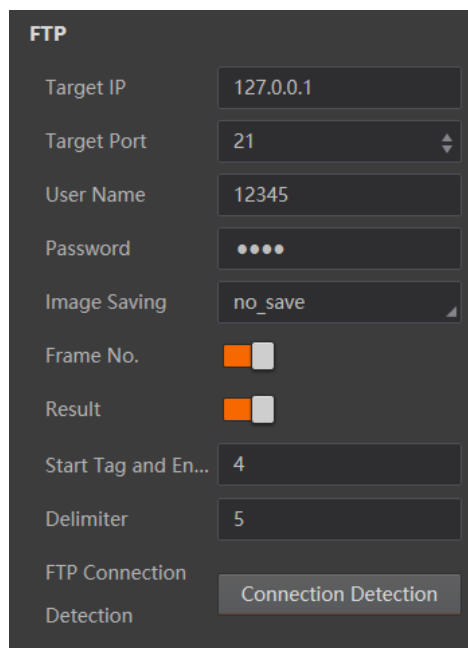 FTP
Target IP 127.0.0.1
Target Port 21
User Name 12345
Password ●●●●
Image Saving no_save
Frame No.
Result
Start Tag and En... 4
Delimiter 5
FTP Connection
Detection Connection Detection